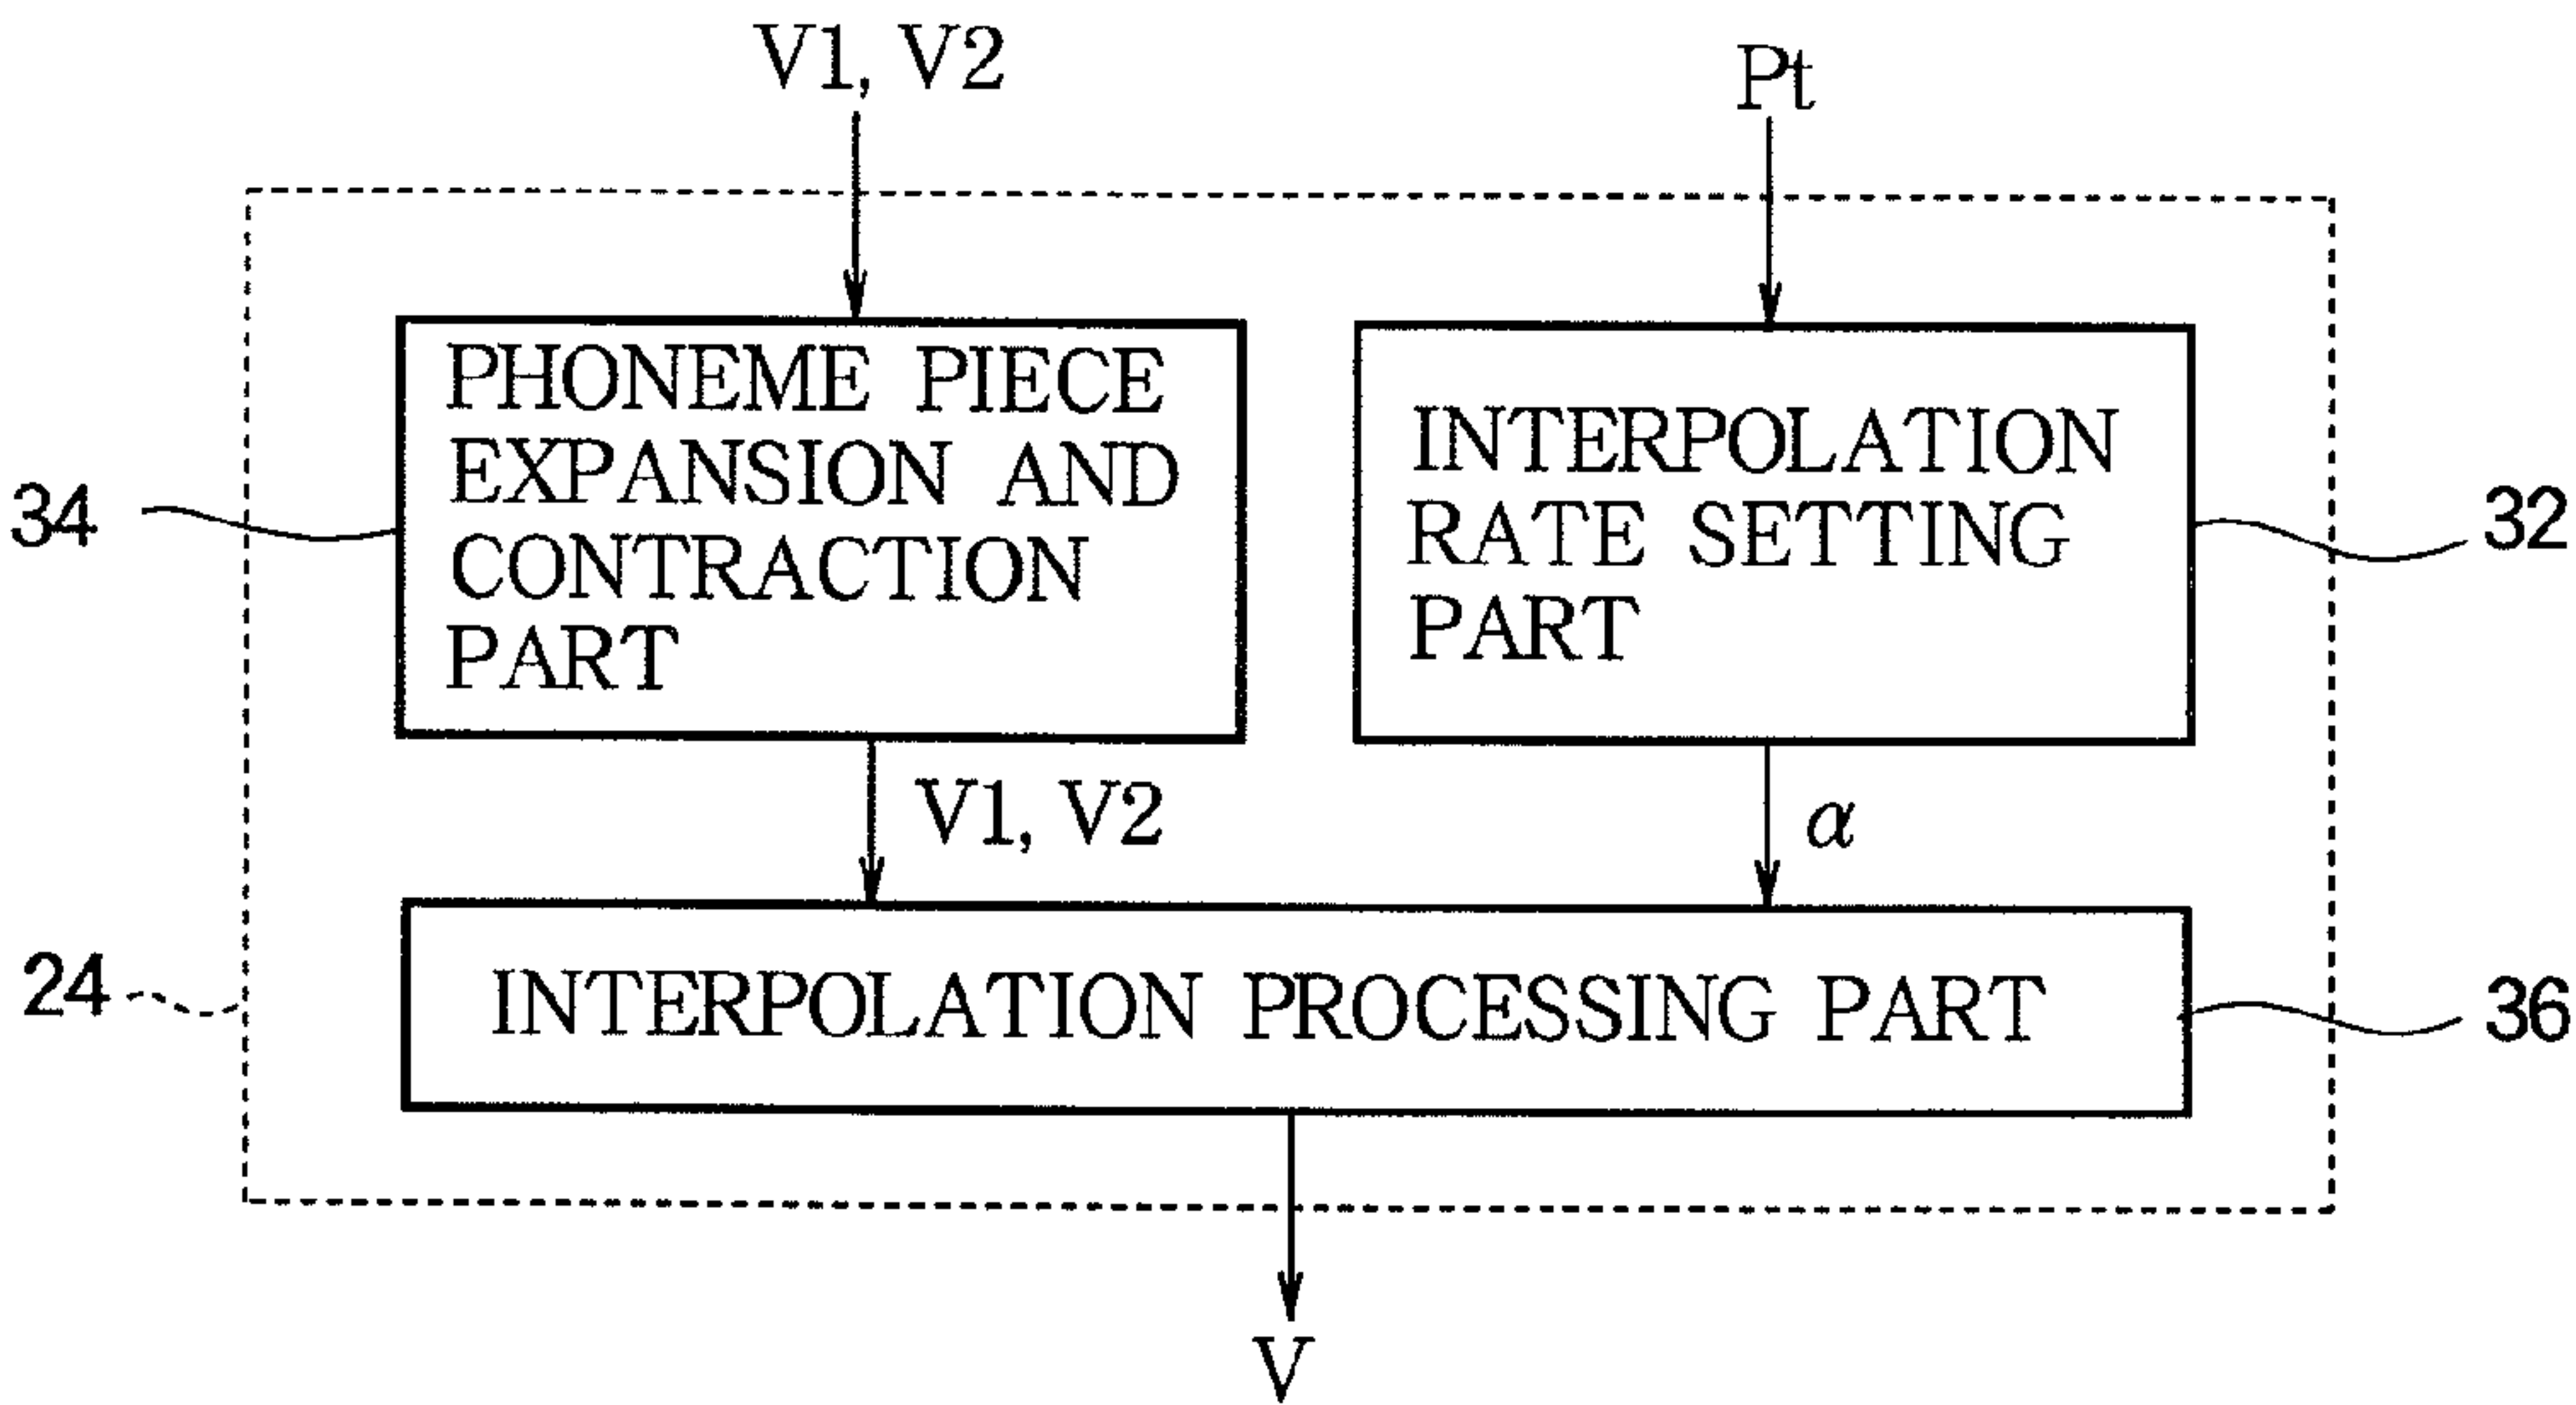 V1, V2
Pt
PHONEME PIECE
EXPANSION AND
CONTRACTION
PART
INTERPOLATION
RATE SETTING
PART
34
32
V1, V2
α
INTERPOLATION PROCESSING PART
24
36
V